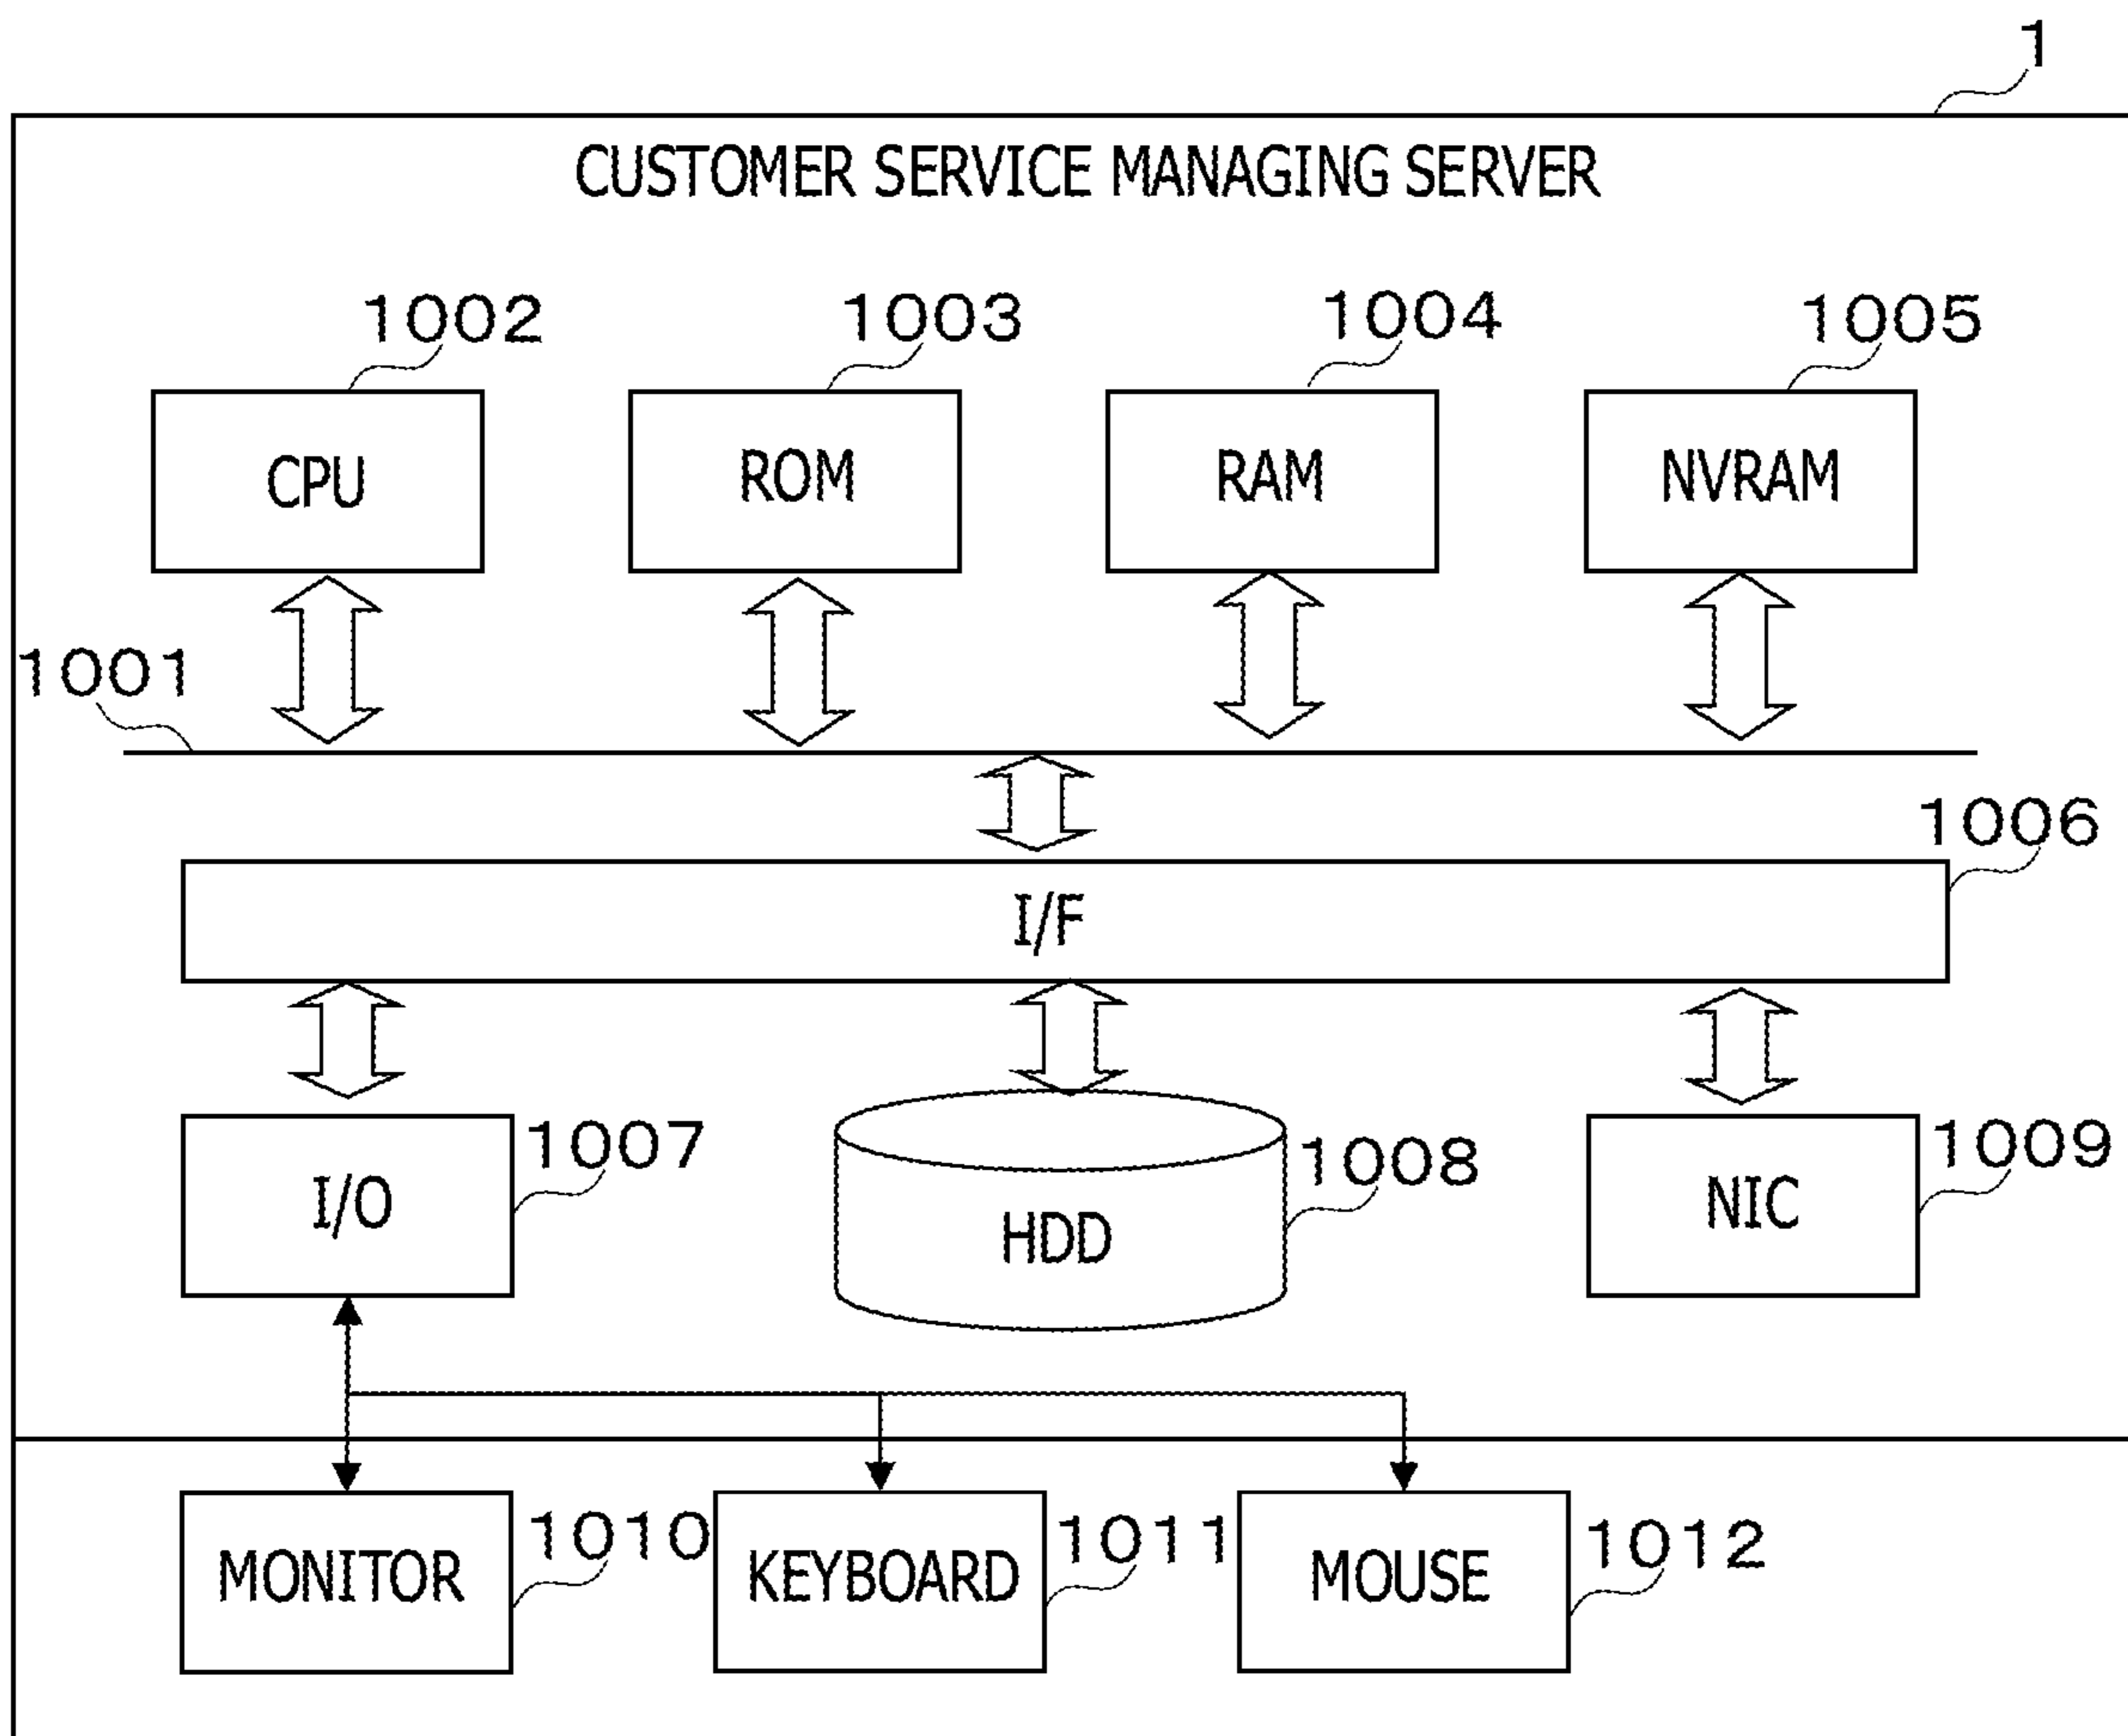 1
CUSTOMER SERVICE MANAGING SERVER
1002
1003
1004
1005
CPU
ROM
RAM
NVRAM
1001
1006
I/F
1007
1008
1009
I/O
HDD
NIC
1010
1011
1012
MONITOR
KEYBOARD
MOUSE